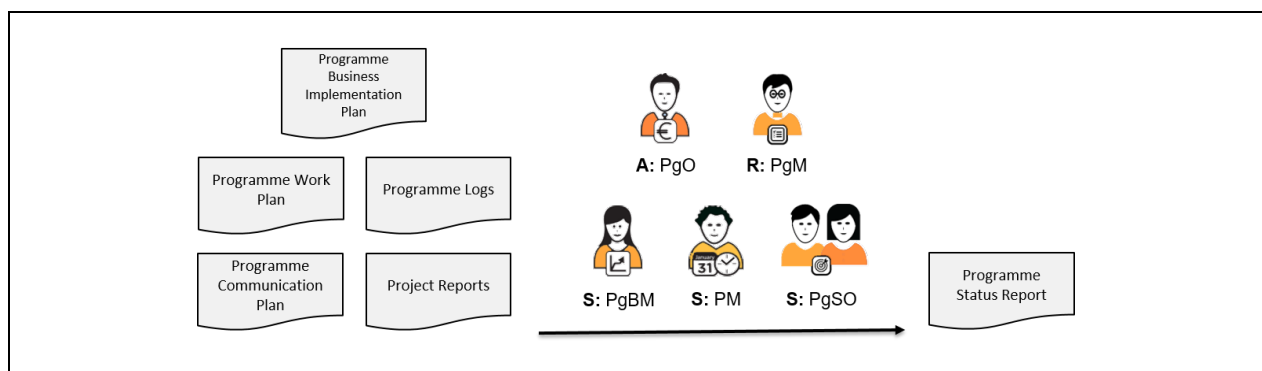 Programme
Business
Implementation
Plan
Programme Work
Plan
Programme Logs
Programme
Communication
Plan
Project Reports
€
A: PgO
R: PgM
January
31
S: PgBM
S: PM
S: PgSO
Programme
Status Report